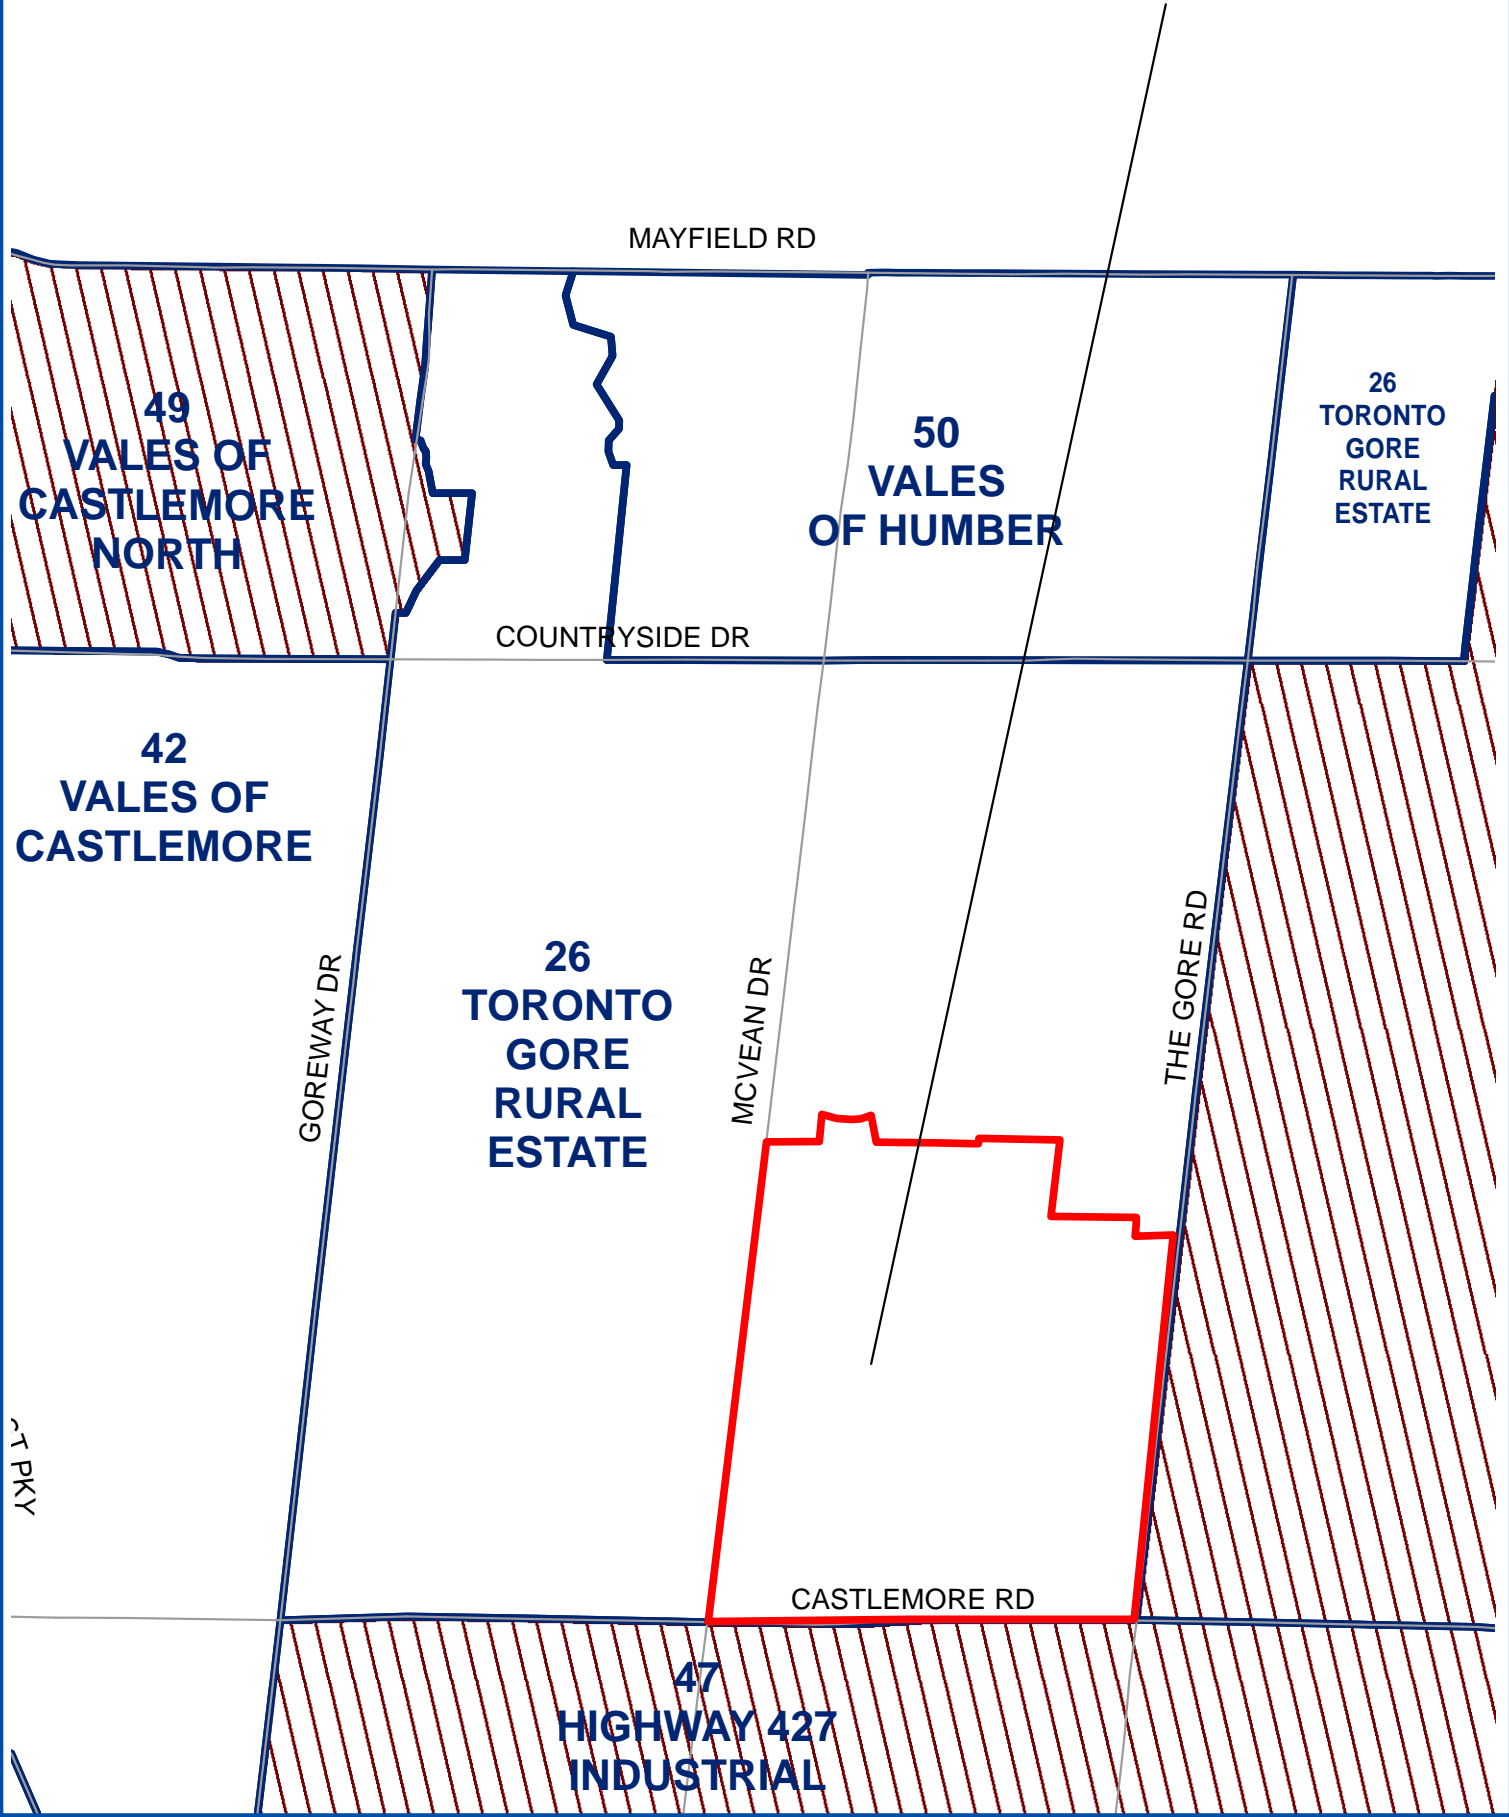 MAYFIELD RD
49
VALES OF
CASTLEMORE
NORTH
50
VALES
OF HUMBER
26
TORONTO
GORE
RURAL
ESTATE
COUNTRYSIDE DR
42
VALES OF
CASTLEMORE
GOREWAY DR
26
TORONTO
GORE
RURAL
ESTATE
MCVEAN DR
THE GORE RD
CT PKY
CASTLEMORE RD
47
HIGHWAY 427
INDUSTRIAL